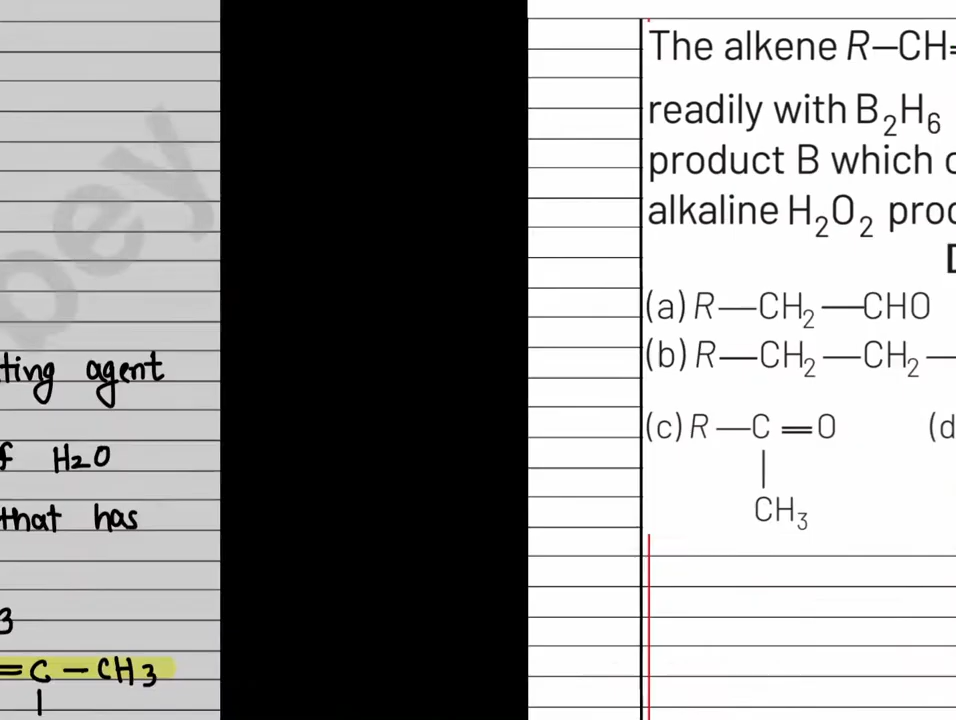 bey
ting agent
f H₂O
that has
3
=C – CH₃
The alkene R–CH=
readily with B₂H₆
product B which
alkaline H₂O₂
(a) R—CH₂—CHO
(b) R—CH₂—CH₂—
(c) R—C=O (d
|
CH₃